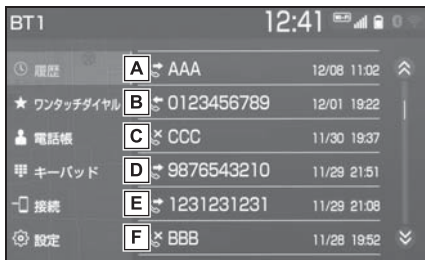 BT1 12:41 0
履歴 A AAA 12/08 11:02
ワンタッチダイヤル B 0123456789 12/01 19:22
電話帳 C CCC 11/30 19:37
キーパッド D 9876543210 11/29 21:51
接続 E 1231231231 11/29 21:08
設定 F BBB 11/28 19:52